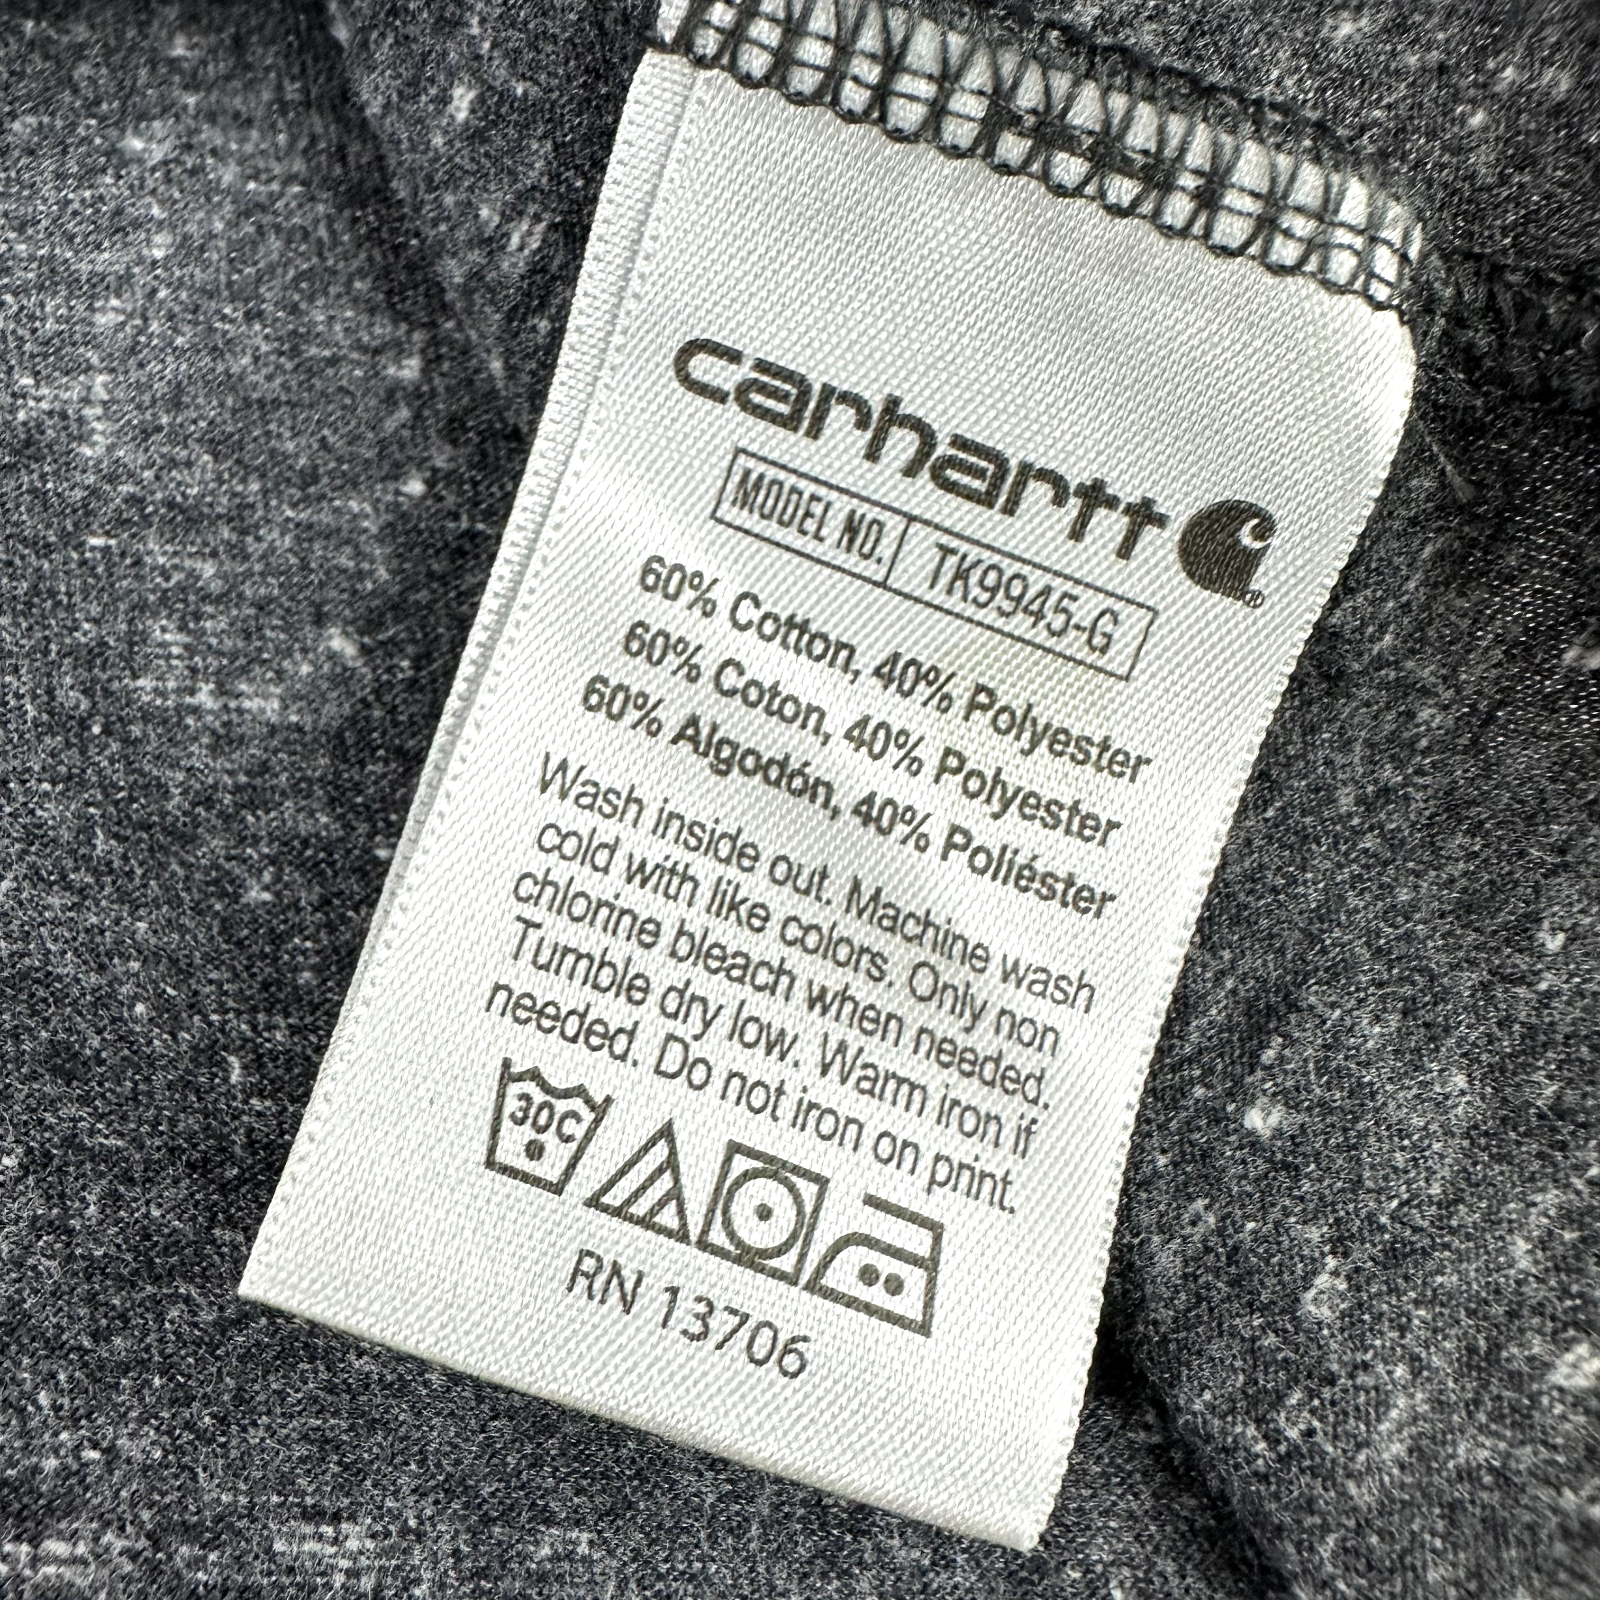 carhartt
MODEL NO. TK9945-G
60% Cotton, 40% Polyester
60% Coton, 40% Polyester
60% Algodón, 40% Poliéster
Wash inside out. Machine wash
cold with like colors. Only non
chlorine bleach when needed.
Tumble dry low. Warm iron if
needed. Do not iron on print.
30C
RN 13706